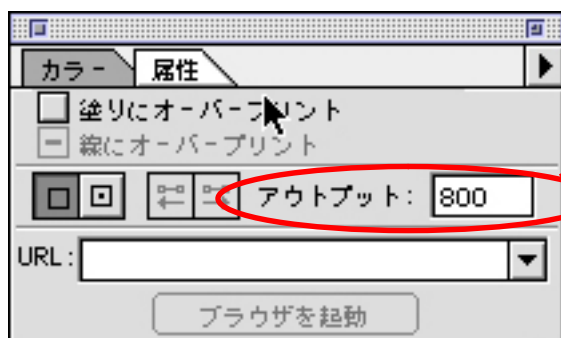 カラー 属性
塗りにオーバープリント
線にオーバープリント
アウトプット: 800
URL:
ブラウザを起動